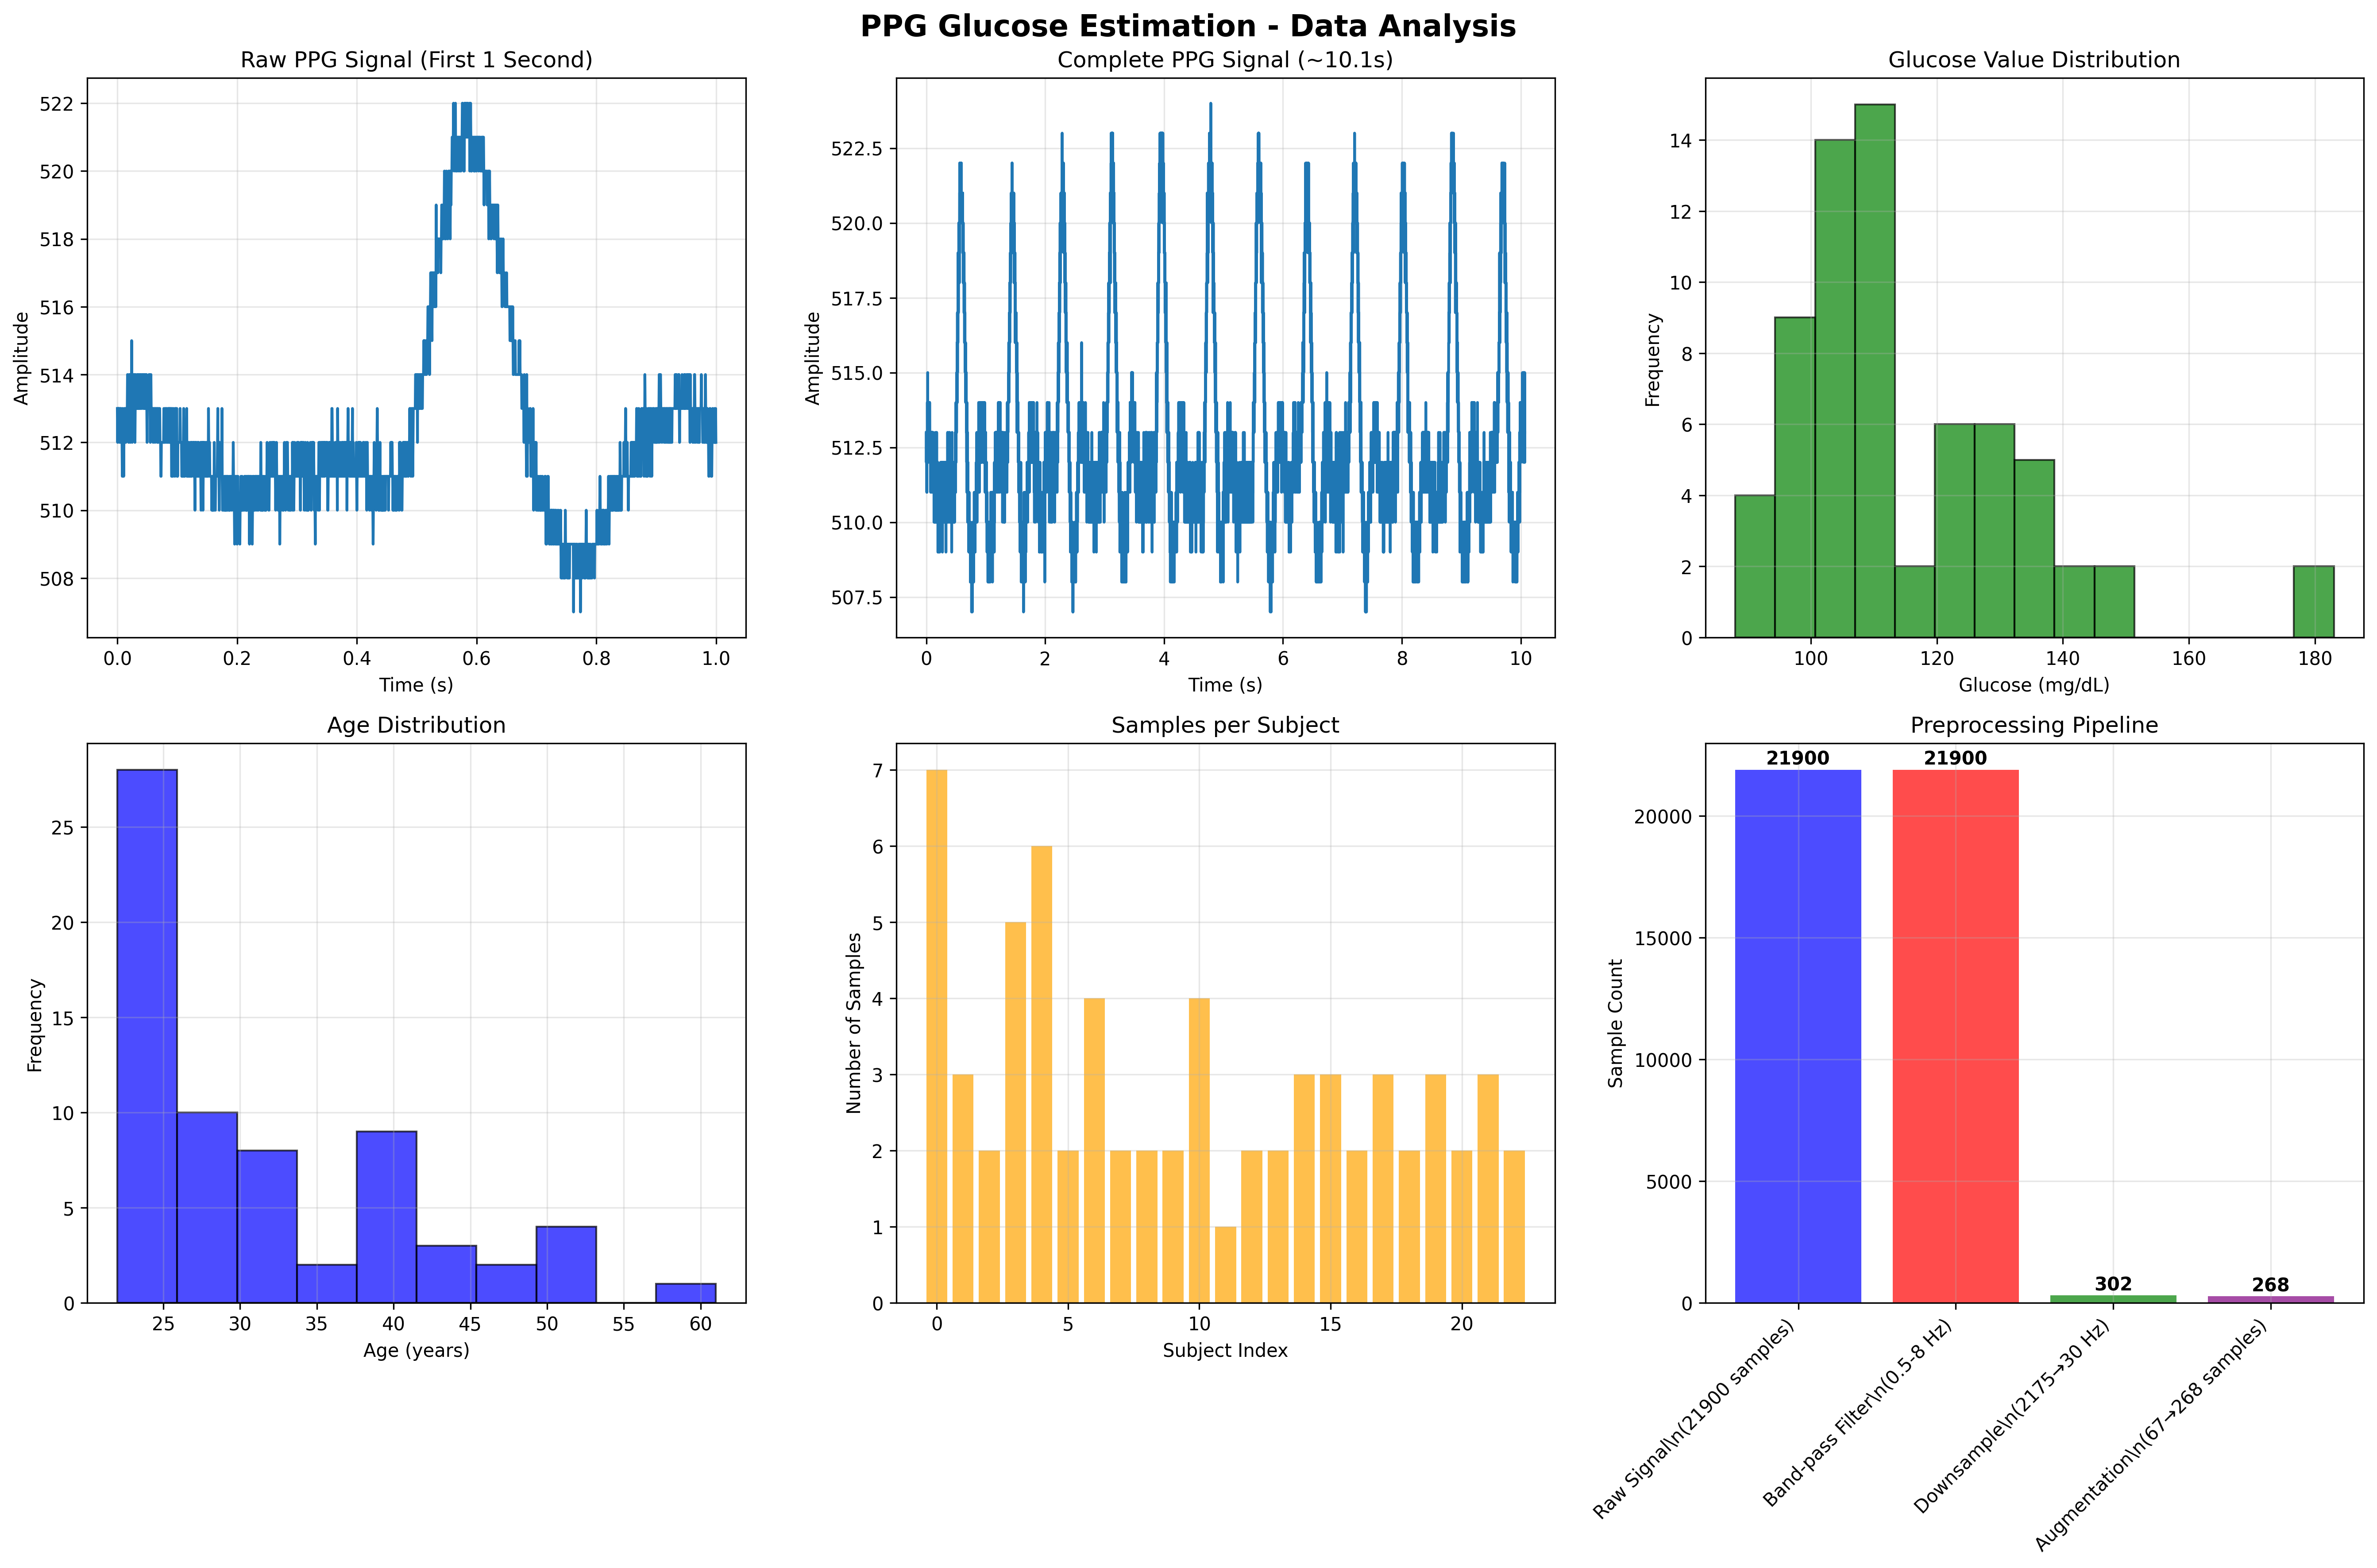 PPG Glucose Estimation - Data Analysis
Raw PPG Signal (First 1 Second)
Amplitude
522
520
518
516
514
512
510
508
0.0 0.2 0.4 0.6 0.8 1.0
Time (s)
Complete PPG Signal (~10.1s)
Amplitude
522.5
520.0
517.5
515.0
512.5
510.0
507.5
0 2 4 6 8 10
Time (s)
Glucose Value Distribution
Frequency
14
12
10
8
6
4
2
0
100 120 140 160 180
Glucose (mg/dL)
Age Distribution
Frequency
25
20
15
10
5
0
25 30 35 40 45 50 55 60
Age (years)
Samples per Subject
Number of Samples
7
6
5
4
3
2
1
0
0 5 10 15 20
Subject Index
Preprocessing Pipeline
Sample Count
20000
15000
10000
5000
0
21900 21900 302 268
Raw Signal\n(21900 samples)
Band-pass Filter\n(0.5-8 Hz)
Downsample\n(2175→30 Hz)
Augmentation\n(67→268 samples)